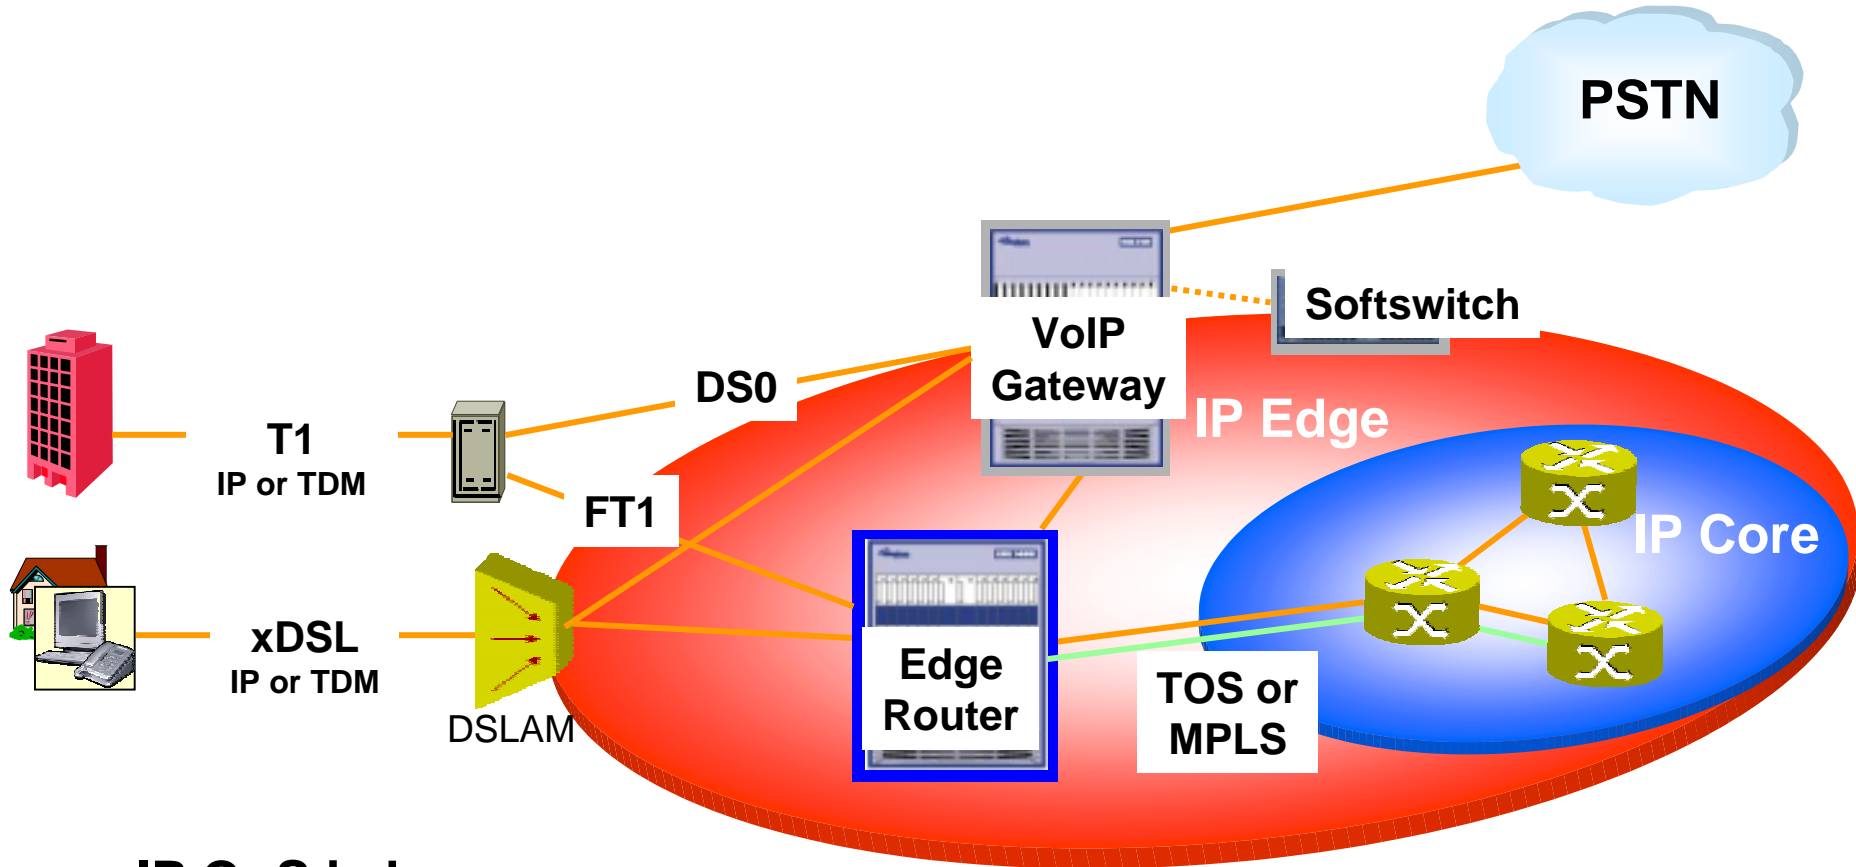 PSTN
Softswitch
VoIP
Gateway
DS0
IP Edge
T1
IP or TDM
FT1
IP Core
xDSL
IP or TDM
Edge
Router
TOS or
MPLS
DSLAM